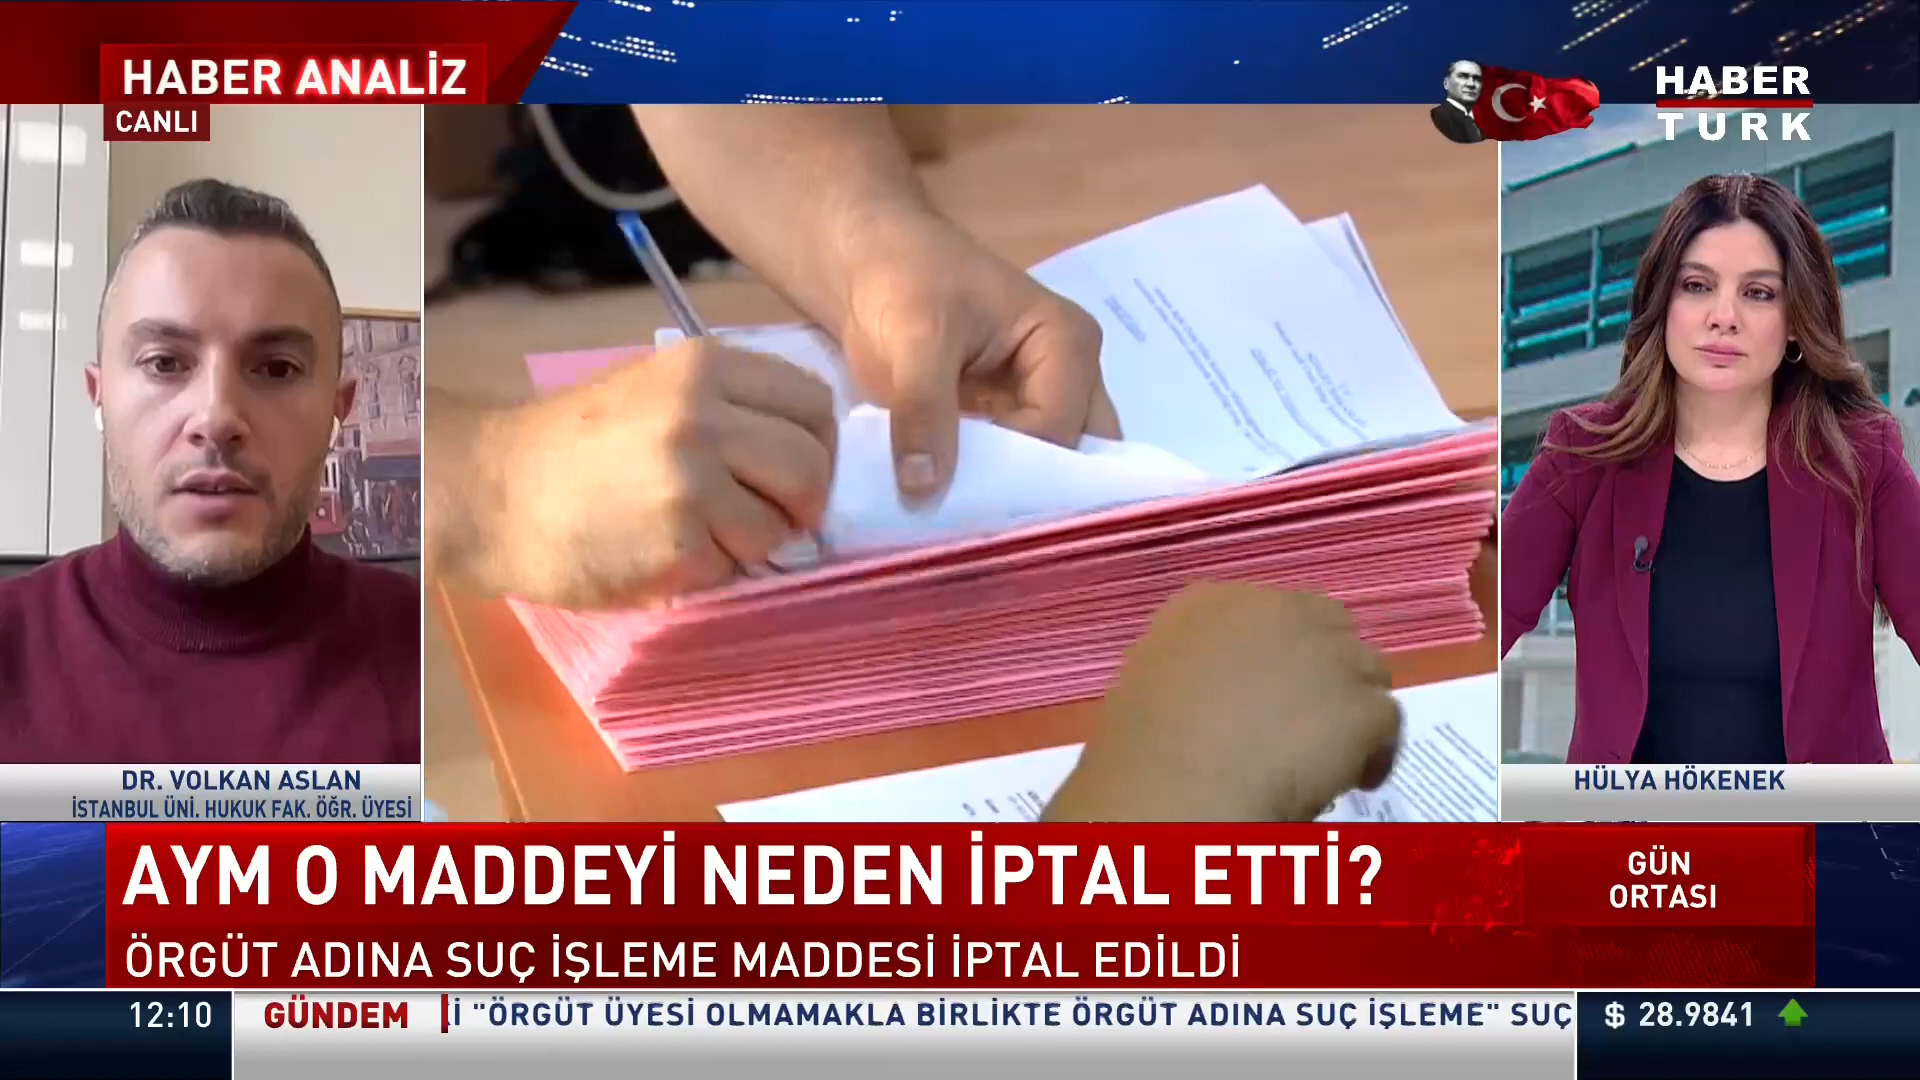 HABER ANALİZ
CANLI
HABER
TURK
DR. VOLKAN ASLAN
İSTANBUL ÜNİ. HUKUK FAK. ÖĞR. ÜYESİ
HÜLYA HÖKENEK
AYM O MADDEYİ NEDEN İPTAL ETTİ?
ÖRGÜT ADINA SUÇ İŞLEME MADDESİ İPTAL EDİLDİ
GÜN
ORTASI
12:10
GÜNDEM
Kİ "ÖRGÜT ÜYESİ OLMAMAKLA BİRLİKTE ÖRGÜT ADINA SUÇ İŞLEME" SUÇ
$ 28.9841